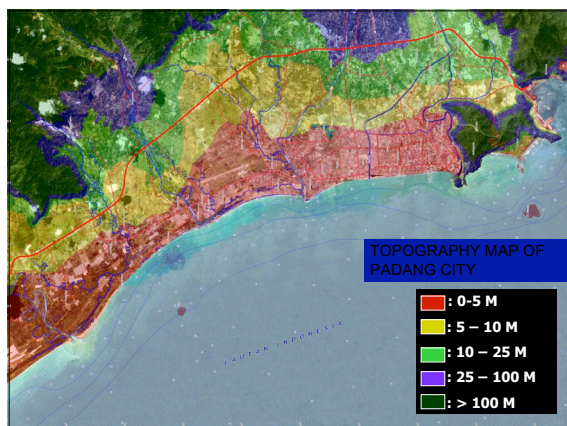 TOPOGRAPHY MAP OF
PADANG CITY
LAUTAN INDONESIA
: 0-5 M
: 5 – 10 M
: 10 – 25 M
: 25 – 100 M
: > 100 M